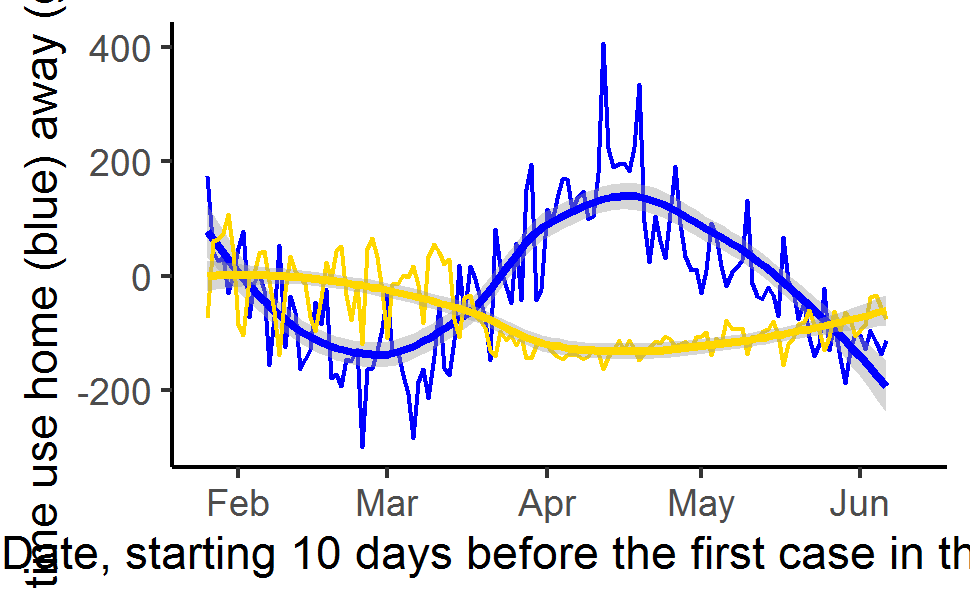 time use home (blue) away (g
400
200
0
-200
Feb Mar Apr May Jun
Date, starting 10 days before the first case in th